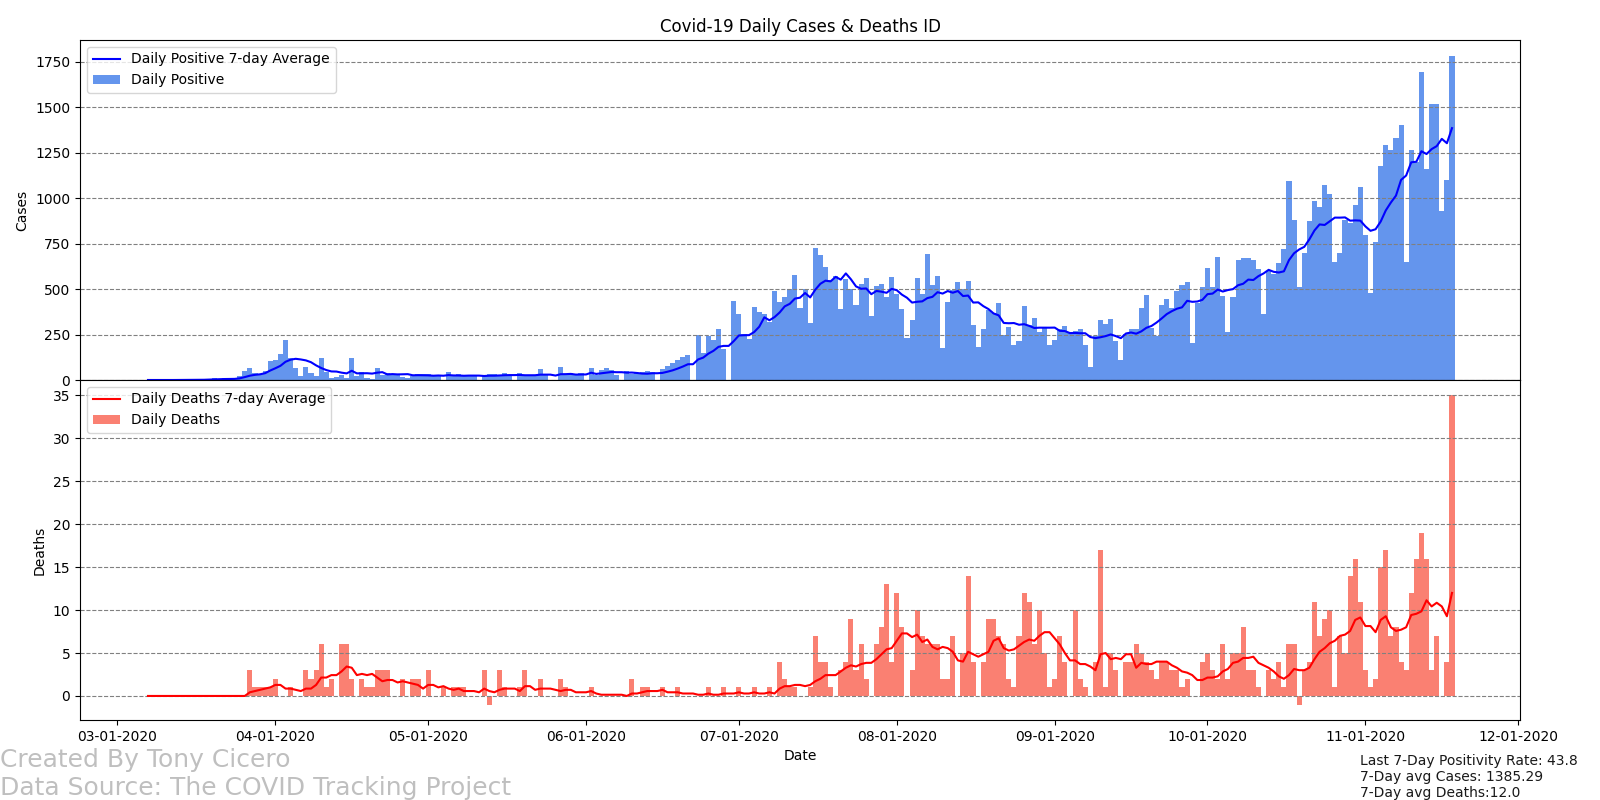 Covid-19 Daily Cases & Deaths ID
Daily Positive 7-day Average
Daily Positive
1750
1500
1250
1000
750
500
250
0
Cases
Daily Deaths 7-day Average
Daily Deaths
35
30
25
20
15
10
5
0
Deaths
03-01-2020 04-01-2020 05-01-2020 06-01-2020 07-01-2020 08-01-2020 09-01-2020 10-01-2020 11-01-2020 12-01-2020
Date
Created By Tony Cicero
Data Source: The COVID Tracking Project
Last 7-Day Positivity Rate: 43.8
7-Day avg Cases: 1385.29
7-Day avg Deaths:12.0